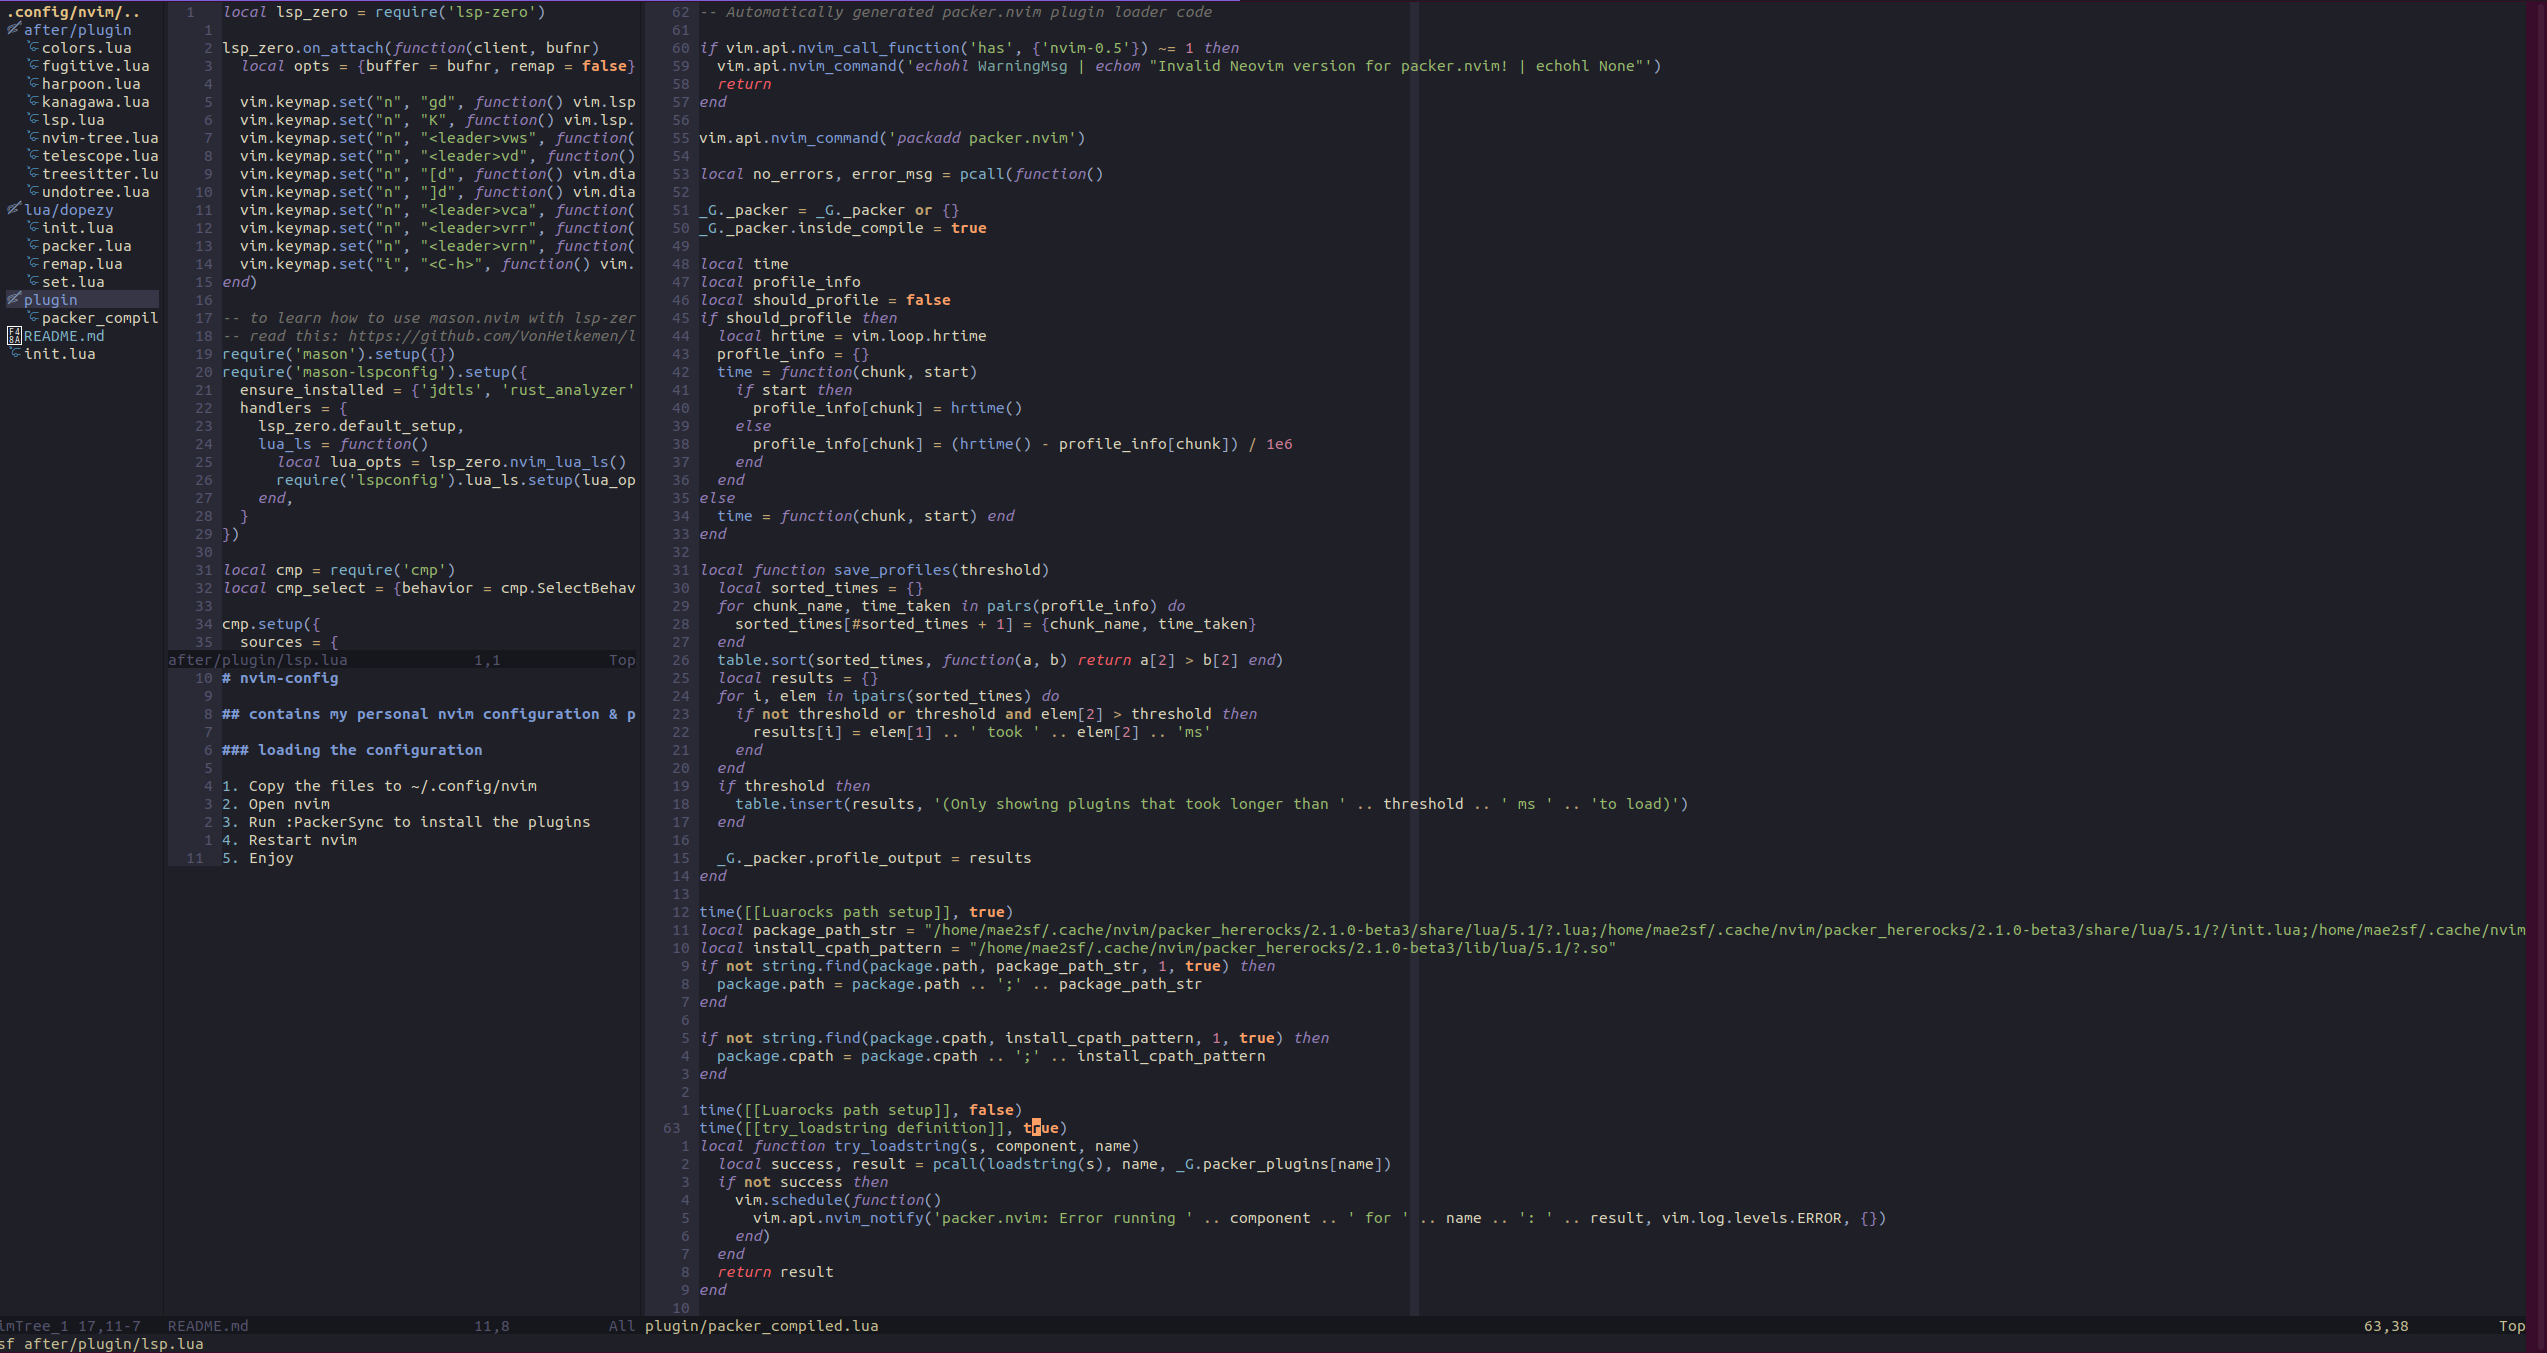 .config/nvim/..
after/plugin
colors.lua
fugitive.lua
harpoon.lua
kanagawa.lua
lsp.lua
nvim-tree.lua
telescope.lua
treesitter.lu
undotree.lua
lua/dopezy
init.lua
packer.lua
remap.lua
set.lua
plugin
packer_compil
README.md
init.lua
imTree_1 17,11-7
1 local lsp_zero = require('lsp-zero')
1
2 lsp_zero.on_attach(function(client, bufnr)
3   local opts = {buffer = bufnr, remap = false}
4
5   vim.keymap.set("n", "gd", function() vim.lsp
6   vim.keymap.set("n", "K", function() vim.lsp.
7   vim.keymap.set("n", "<leader>vws", function(
8   vim.keymap.set("n", "<leader>vd", function()
9   vim.keymap.set("n", "[d", function() vim.dia
10   vim.keymap.set("n", "]d", function() vim.dia
11   vim.keymap.set("n", "<leader>vca", function(
12   vim.keymap.set("n", "<leader>vrr", function(
13   vim.keymap.set("n", "<leader>vrn", function(
14   vim.keymap.set("i", "<C-h>", function() vim.
15 end)
16
17 -- to learn how to use mason.nvim with lsp-zer
18 -- read this: https://github.com/VonHeikemen/l
19 require('mason').setup({})
20 require('mason-lspconfig').setup({
21   ensure_installed = {'jdtls', 'rust_analyzer'
22   handlers = {
23     lsp_zero.default_setup,
24     lua_ls = function()
25       local lua_opts = lsp_zero.nvim_lua_ls()
26       require('lspconfig').lua_ls.setup(lua_op
27     end,
28   }
29 })
30
31 local cmp = require('cmp')
32 local cmp_select = {behavior = cmp.SelectBehav
33
34 cmp.setup({
35   sources = {
after/plugin/lsp.lua 1,1 Top
10 # nvim-config
9
8 ## contains my personal nvim configuration & p
7
6 ### loading the configuration
5
4 1. Copy the files to ~/.config/nvim
3 2. Open nvim
2 3. Run :PackerSync to install the plugins
1 4. Restart nvim
11 5. Enjoy
README.md 11,8 All
62 -- Automatically generated packer.nvim plugin loader code
61
60 if vim.api.nvim_call_function('has', {'nvim-0.5'}) ~= 1 then
59   vim.api.nvim_command('echohl WarningMsg | echom "Invalid Neovim version for packer.nvim! | echohl None"')
58   return
57 end
56
55 vim.api.nvim_command('packadd packer.nvim')
54
53 local no_errors, error_msg = pcall(function()
52
51 _G._packer = _G._packer or {}
50 _G._packer.inside_compile = true
49
48 local time
47 local profile_info
46 local should_profile = false
45 if should_profile then
44   local hrtime = vim.loop.hrtime
43   profile_info = {}
42   time = function(chunk, start)
41     if start then
40       profile_info[chunk] = hrtime()
39     else
38       profile_info[chunk] = (hrtime() - profile_info[chunk]) / 1e6
37     end
36   end
35 else
34   time = function(chunk, start) end
33 end
32
31 local function save_profiles(threshold)
30   local sorted_times = {}
29   for chunk_name, time_taken in pairs(profile_info) do
28     sorted_times[#sorted_times + 1] = {chunk_name, time_taken}
27   end
26   table.sort(sorted_times, function(a, b) return a[2] > b[2] end)
25   local results = {}
24   for i, elem in ipairs(sorted_times) do
23     if not threshold or threshold and elem[2] > threshold then
22       results[i] = elem[1] .. ' took ' .. elem[2] .. 'ms'
21     end
20   end
19   if threshold then
18     table.insert(results, '(Only showing plugins that took longer than ' .. threshold .. ' ms ' .. 'to load)')
17   end
16
15   _G._packer.profile_output = results
14 end
13
12 time([[Luarocks path setup]], true)
11 local package_path_str = "/home/mae2sf/.cache/nvim/packer_hererocks/2.1.0-beta3/share/lua/5.1/?.lua;/home/mae2sf/.cache/nvim/packer_hererocks/2.1.0-beta3/share/lua/5.1/?/init.lua;/home/mae2sf/.cache/nvim
10 local install_cpath_pattern = "/home/mae2sf/.cache/nvim/packer_hererocks/2.1.0-beta3/lib/lua/5.1/?.so"
9 if not string.find(package.path, package_path_str, 1, true) then
8   package.path = package.path .. ';' .. package_path_str
7 end
6
5 if not string.find(package.cpath, install_cpath_pattern, 1, true) then
4   package.cpath = package.cpath .. ';' .. install_cpath_pattern
3 end
2
1 time([[Luarocks path setup]], false)
63 time([[try_loadstring definition]], true)
1 local function try_loadstring(s, component, name)
2   local success, result = pcall(loadstring(s), name, _G.packer_plugins[name])
3   if not success then
4     vim.schedule(function()
5       vim.api.nvim_notify('packer.nvim: Error running ' .. component .. ' for ' .. name .. ': ' .. result, vim.log.levels.ERROR, {})
6     end)
7   end
8   return result
9 end
10
plugin/packer_compiled.lua 63,38 Top
sf after/plugin/lsp.lua